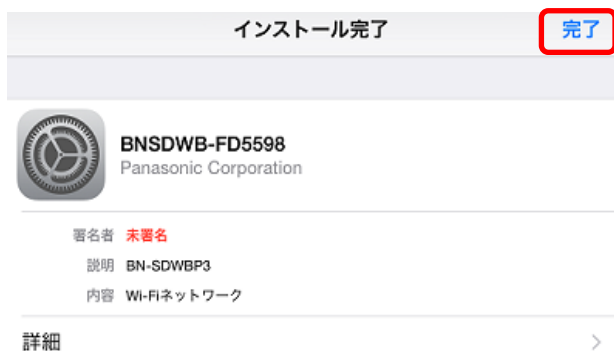 インストール完了 完了
BNSDWB-FD5598
Panasonic Corporation
署名者 未署名
説明 BN-SDWBP3
内容 Wi-Fiネットワーク
詳細